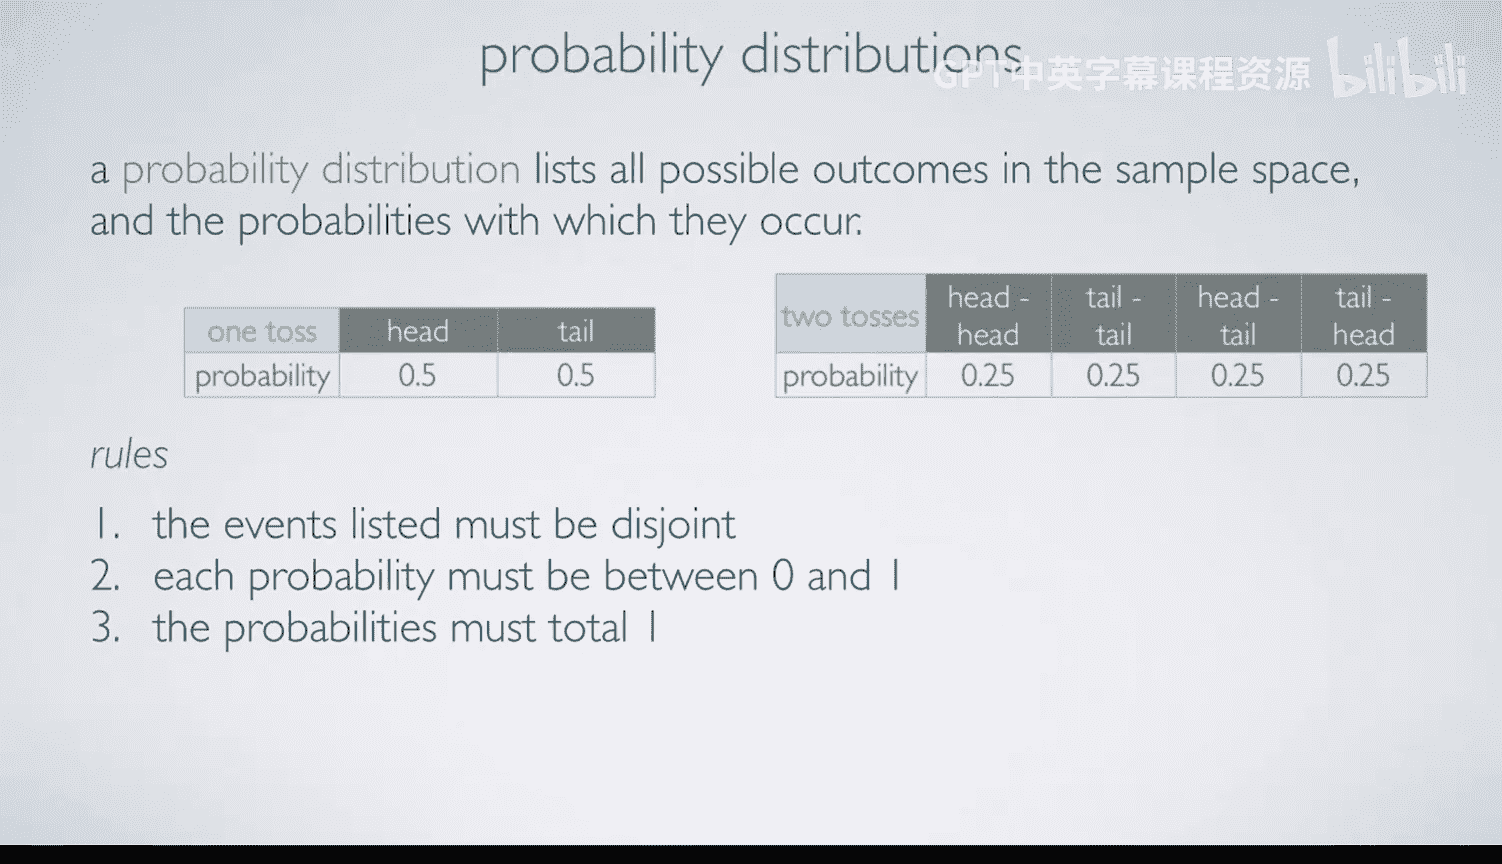 probability distributions
GPT中英字幕课程资源 bilibili
a probability distribution lists all possible outcomes in the sample space,
and the probabilities with which they occur.
one toss head tail
probability 0.5 0.5
two tosses head - head tail - tail head - tail tail - head
probability 0.25 0.25 0.25 0.25
rules
1. the events listed must be disjoint
2. each probability must be between 0 and 1
3. the probabilities must total 1